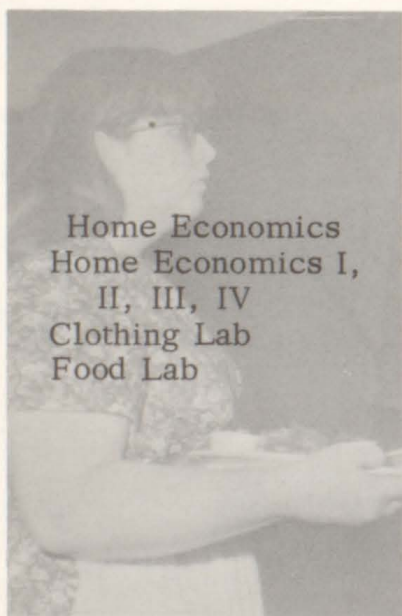 Home Economics
Home Economics I,
II, III, IV
Clothing Lab
Food Lab